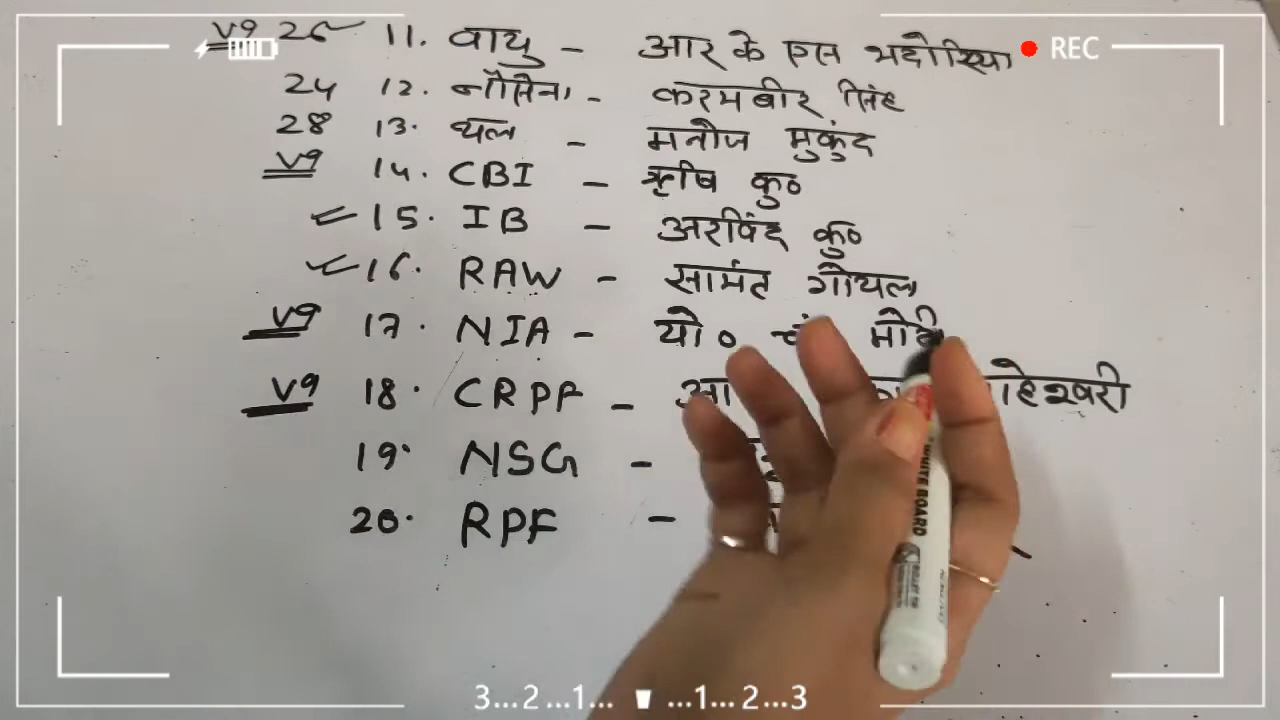 V9 26 11. वायु - आर के एस भदोरिया REC
24 12. नौसेना - करमबीर सिंह
28 13. थल - मनोज मुकुंद
V9 14. CBI - ऋषि कु०
15. IB - अरविंद कु०
16. RAW - सामंत गोयल
V9 17. NIA - यो० चं
V9 18. CRPF -
19. NSG -
20. RPF -
WHITE BOARD
3...2...1... ...1...2...3